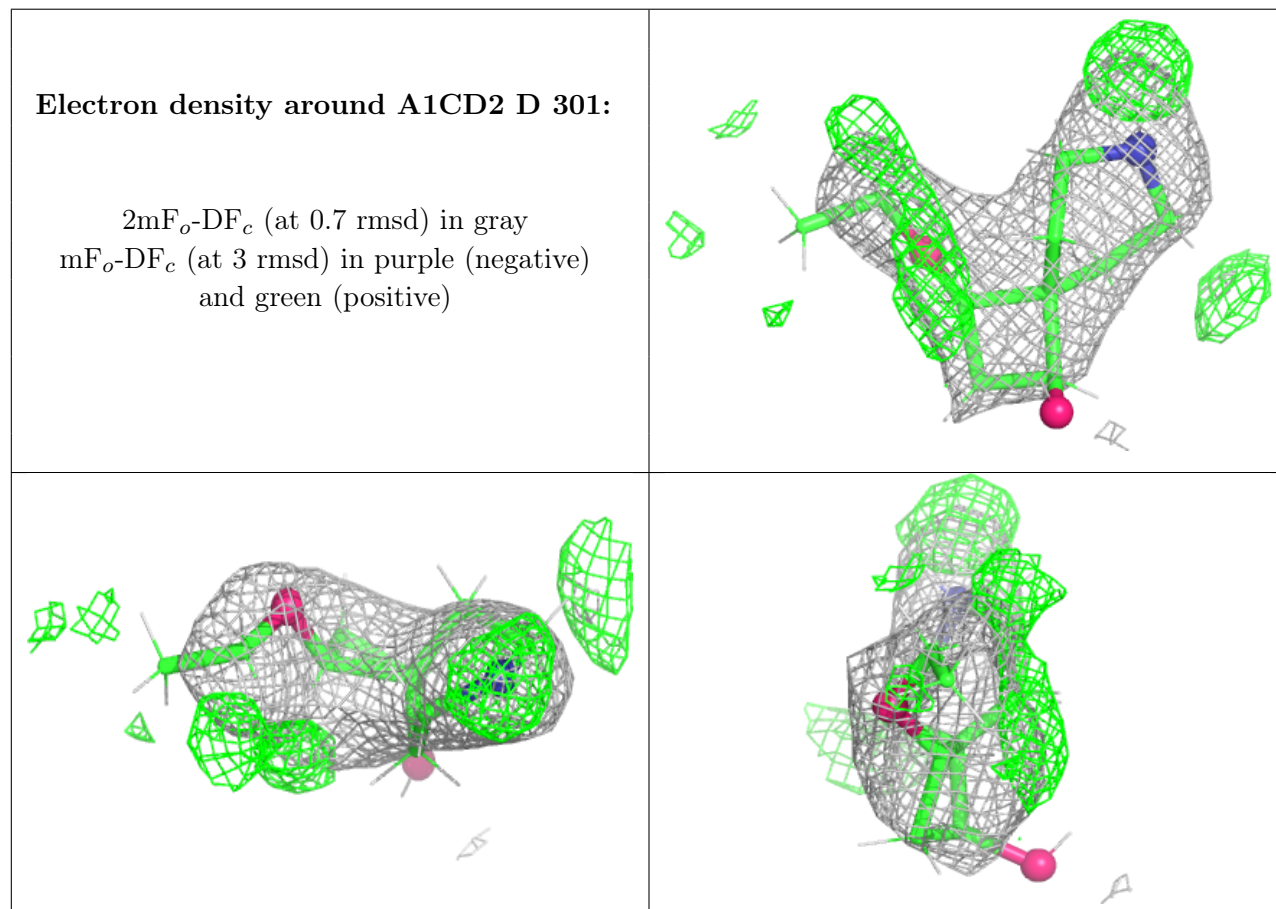 Electron density around A1CD2 D 301:
2mFo-DFc (at 0.7 rmsd) in gray
mFo-DFc (at 3 rmsd) in purple (negative)
and green (positive)